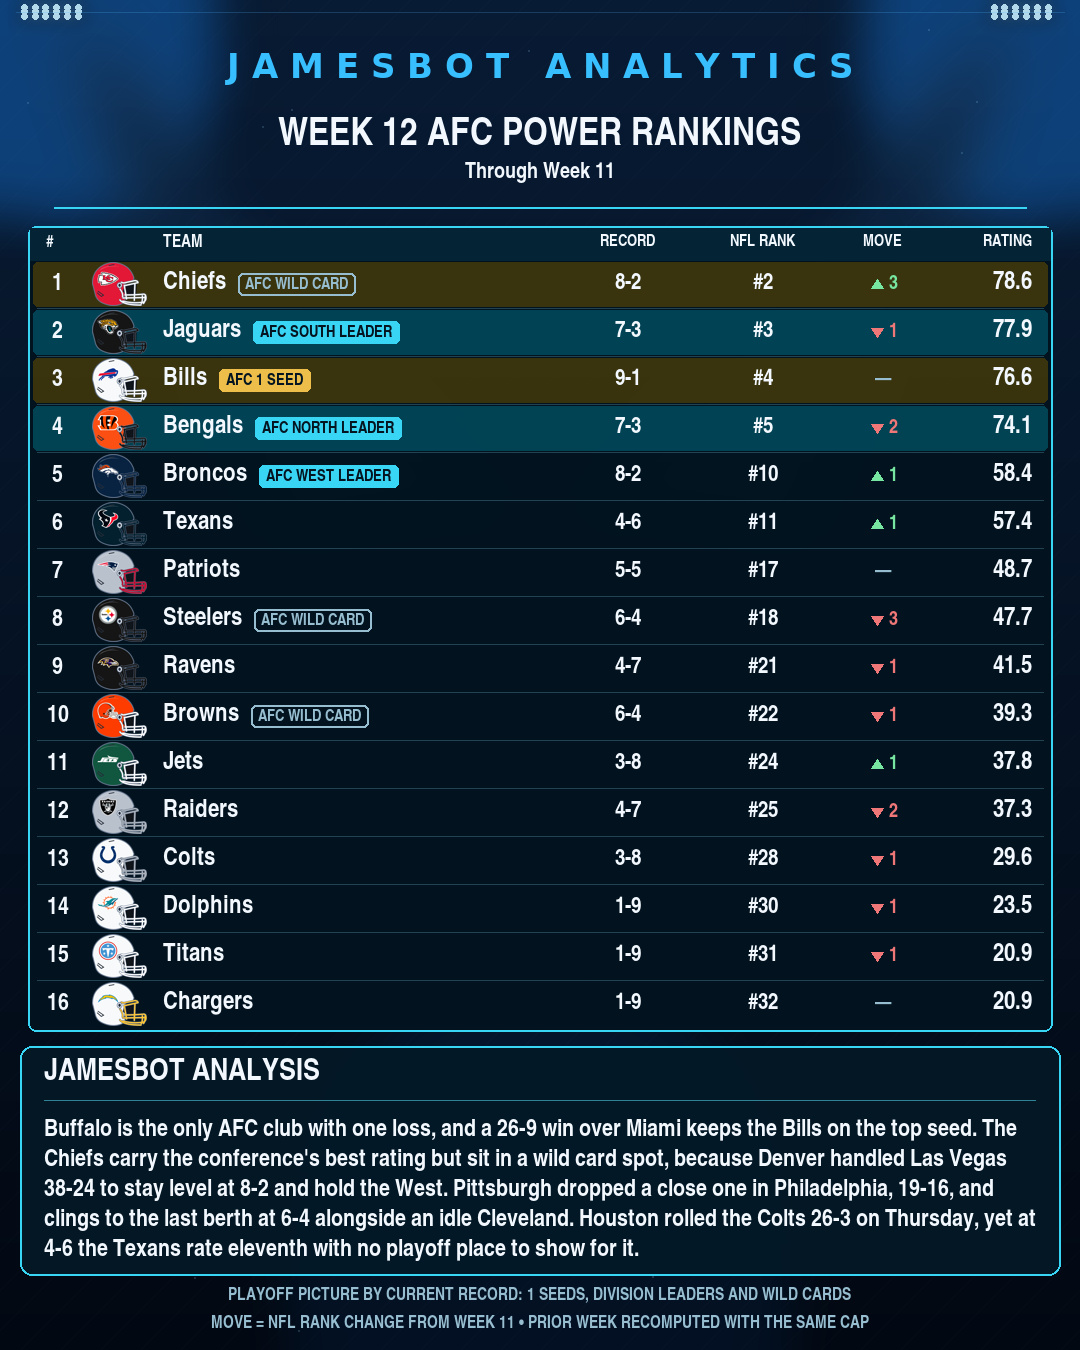 JAMESBOT ANALYTICS
WEEK 12 AFC POWER RANKINGS
Through Week 11
# TEAM RECORD NFL RANK MOVE RATING
1 Chiefs AFC WILD CARD 8-2 #2 ▲ 3 78.6
2 Jaguars AFC SOUTH LEADER 7-3 #3 ▼ 1 77.9
3 Bills AFC 1 SEED 9-1 #4 — 76.6
4 Bengals AFC NORTH LEADER 7-3 #5 ▼ 2 74.1
5 Broncos AFC WEST LEADER 8-2 #10 ▲ 1 58.4
6 Texans 4-6 #11 ▲ 1 57.4
7 Patriots 5-5 #17 — 48.7
8 Steelers AFC WILD CARD 6-4 #18 ▼ 3 47.7
9 Ravens 4-7 #21 ▼ 1 41.5
10 Browns AFC WILD CARD 6-4 #22 ▼ 1 39.3
11 Jets 3-8 #24 ▲ 1 37.8
12 Raiders 4-7 #25 ▼ 2 37.3
13 Colts 3-8 #28 ▼ 1 29.6
14 Dolphins 1-9 #30 ▼ 1 23.5
15 Titans 1-9 #31 ▼ 1 20.9
16 Chargers 1-9 #32 — 20.9
JAMESBOT ANALYSIS
Buffalo is the only AFC club with one loss, and a 26-9 win over Miami keeps the Bills on the top seed. The
Chiefs carry the conference's best rating but sit in a wild card spot, because Denver handled Las Vegas
38-24 to stay level at 8-2 and hold the West. Pittsburgh dropped a close one in Philadelphia, 19-16, and
clings to the last berth at 6-4 alongside an idle Cleveland. Houston rolled the Colts 26-3 on Thursday, yet at
4-6 the Texans rate eleventh with no playoff place to show for it.
PLAYOFF PICTURE BY CURRENT RECORD: 1 SEEDS, DIVISION LEADERS AND WILD CARDS
MOVE = NFL RANK CHANGE FROM WEEK 11 • PRIOR WEEK RECOMPUTED WITH THE SAME CAP